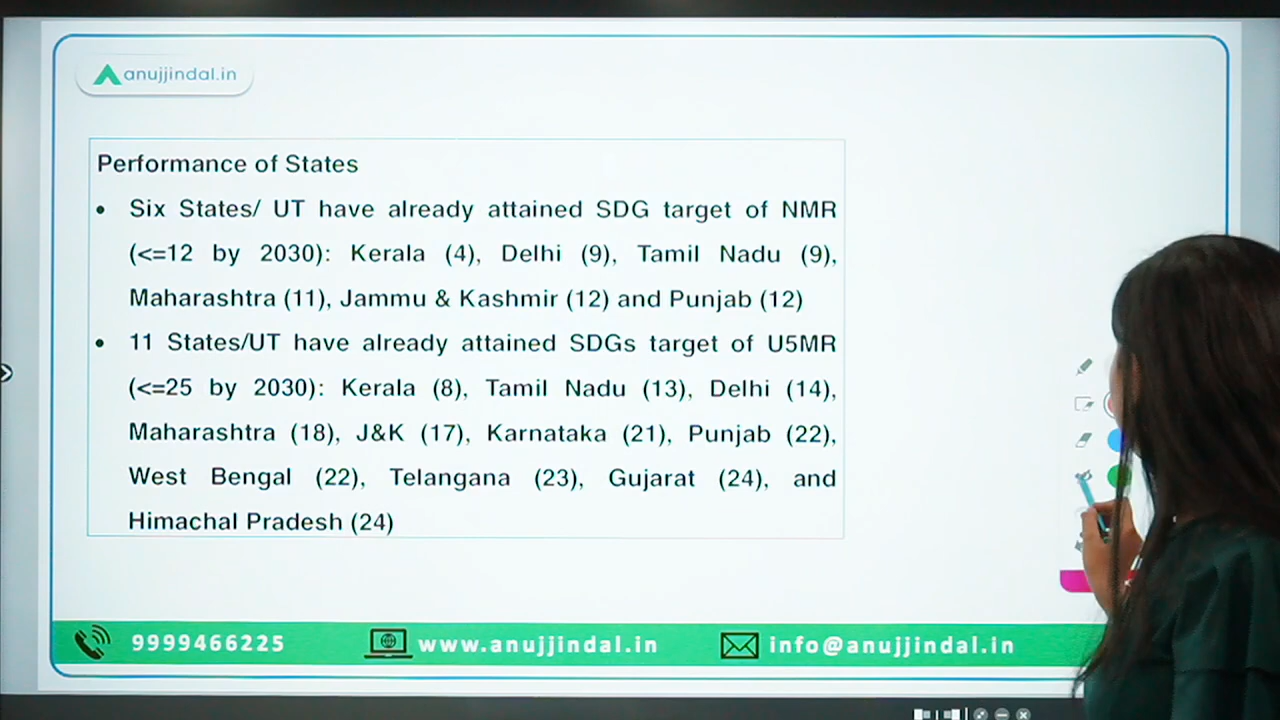 anujjindal.in
Performance of States
• Six States/ UT have already attained SDG target of NMR
(<=12 by 2030): Kerala (4), Delhi (9), Tamil Nadu (9),
Maharashtra (11), Jammu & Kashmir (12) and Punjab (12)
• 11 States/UT have already attained SDGs target of U5MR
(<=25 by 2030): Kerala (8), Tamil Nadu (13), Delhi (14),
Maharashtra (18), J&K (17), Karnataka (21), Punjab (22),
West Bengal (22), Telangana (23), Gujarat (24), and
Himachal Pradesh (24)
9999466225 www.anujjindal.in info@anujjindal.in